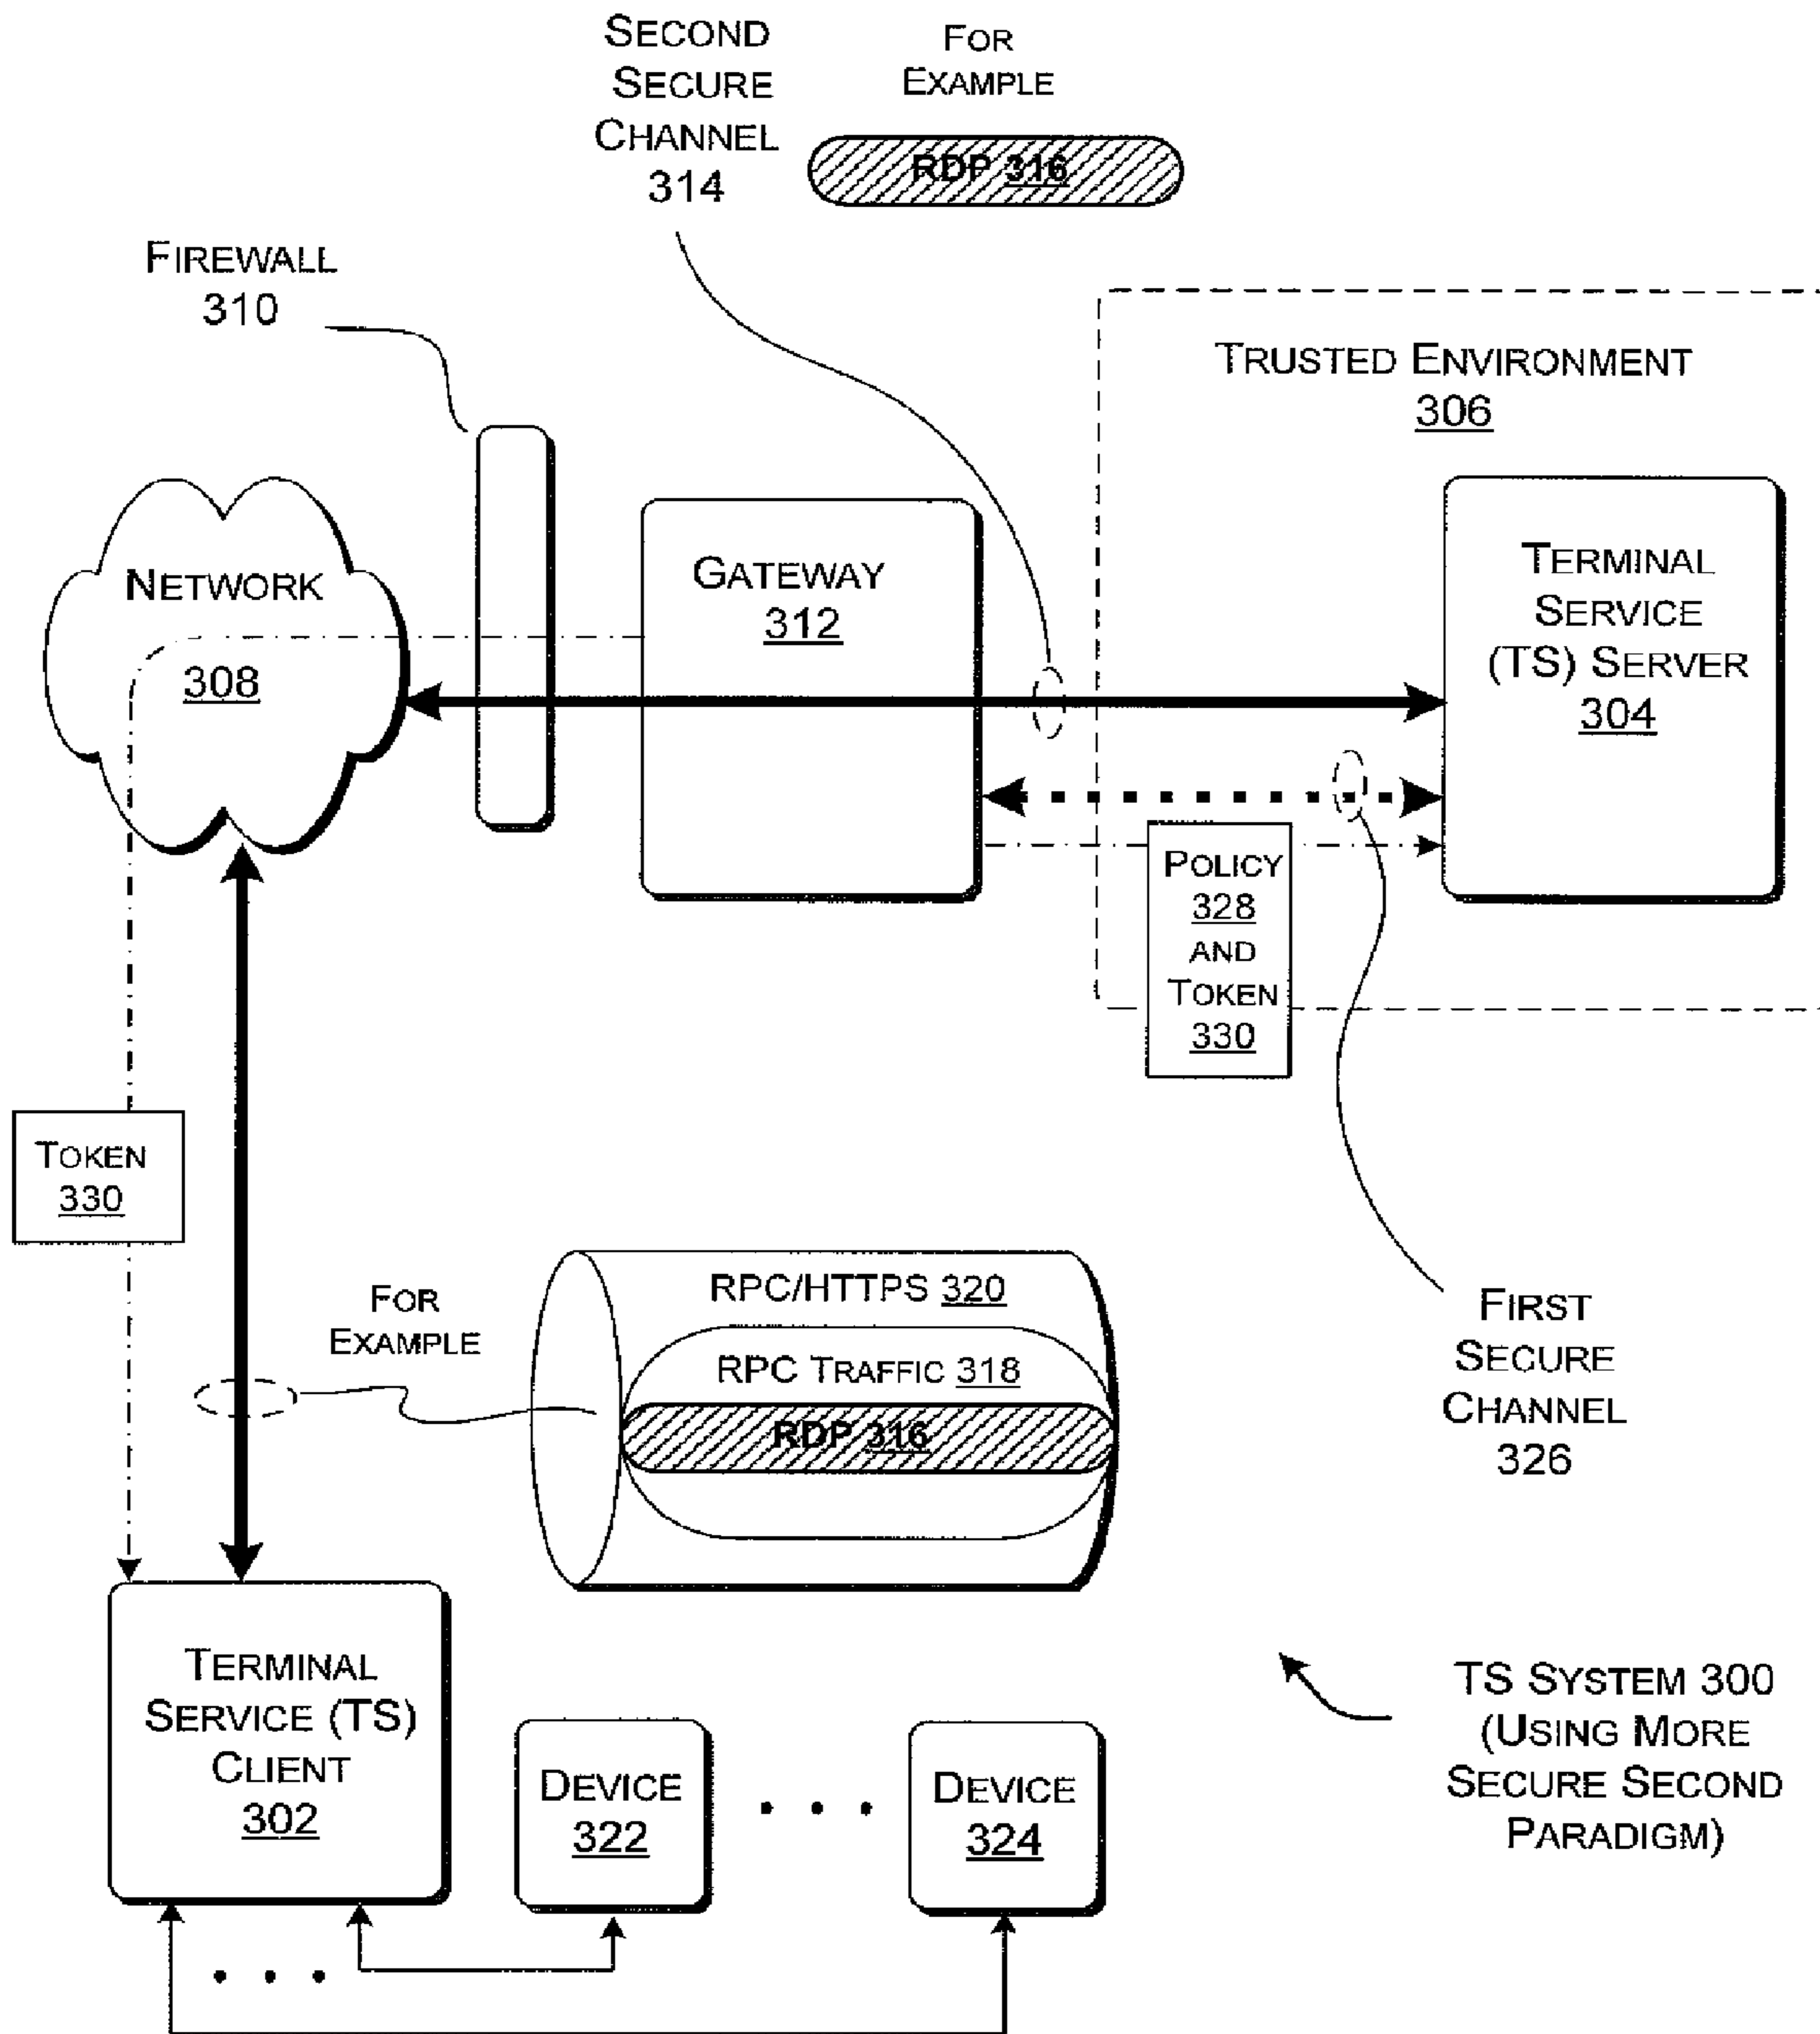 SECOND
SECURE
CHANNEL
314
FOR
EXAMPLE
RDP 316
FIREWALL
310
TRUSTED ENVIRONMENT
306
NETWORK
308
GATEWAY
312
TERMINAL
SERVICE
(TS) SERVER
304
POLICY
328
AND
TOKEN
330
TOKEN
330
FOR
EXAMPLE
RPC/HTTPS 320
RPC TRAFFIC 318
RDP 316
FIRST
SECURE
CHANNEL
326
TERMINAL
SERVICE (TS)
CLIENT
302
DEVICE
322
DEVICE
324
TS SYSTEM 300
(USING MORE
SECURE SECOND
PARADIGM)